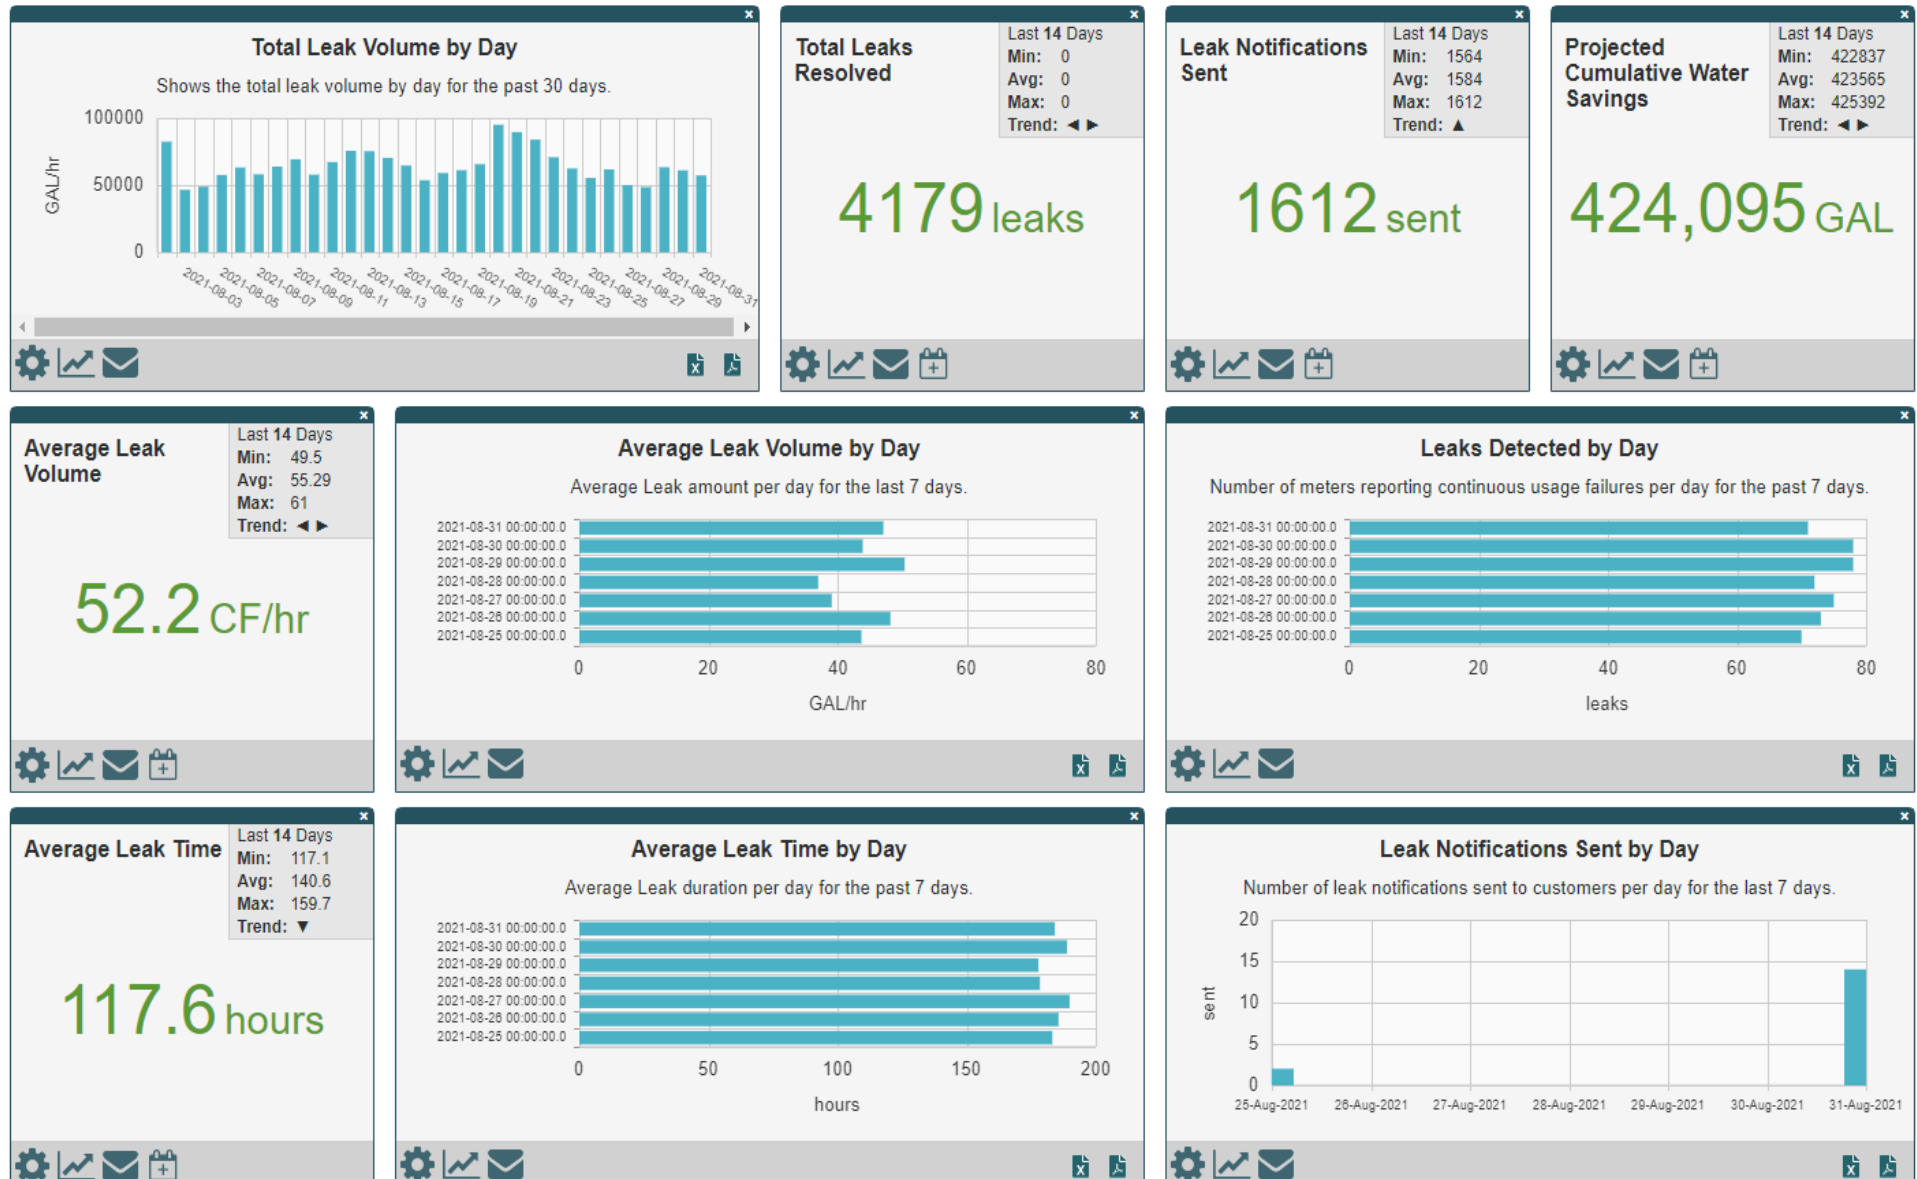 Total Leak Volume by Day
Shows the total leak volume by day for the past 30 days.
GAL/hr
100000
50000
0
2021-08-03
2021-08-05
2021-08-07
2021-08-09
2021-08-11
2021-08-13
2021-08-15
2021-08-17
2021-08-19
2021-08-21
2021-08-23
2021-08-25
2021-08-27
2021-08-29
2021-08-31
Total Leaks
Resolved
Last 14 Days
Min: 0
Avg: 0
Max: 0
Trend: ◄ ►
4179 leaks
Leak Notifications
Sent
Last 14 Days
Min: 1564
Avg: 1584
Max: 1612
Trend: ▲
1612 sent
Projected
Cumulative Water
Savings
Last 14 Days
Min: 422837
Avg: 423565
Max: 425392
Trend: ◄ ►
424,095 GAL
Average Leak
Volume
Last 14 Days
Min: 49.5
Avg: 55.29
Max: 61
Trend: ◄ ►
52.2 CF/hr
Average Leak Volume by Day
Average Leak amount per day for the last 7 days.
2021-08-31 00:00:00.0
2021-08-30 00:00:00.0
2021-08-29 00:00:00.0
2021-08-28 00:00:00.0
2021-08-27 00:00:00.0
2021-08-26 00:00:00.0
2021-08-25 00:00:00.0
0 20 40 60 80
GAL/hr
Leaks Detected by Day
Number of meters reporting continuous usage failures per day for the past 7 days.
2021-08-31 00:00:00.0
2021-08-30 00:00:00.0
2021-08-29 00:00:00.0
2021-08-28 00:00:00.0
2021-08-27 00:00:00.0
2021-08-26 00:00:00.0
2021-08-25 00:00:00.0
0 20 40 60 80
leaks
Average Leak Time
Last 14 Days
Min: 117.1
Avg: 140.6
Max: 159.7
Trend: ▼
117.6 hours
Average Leak Time by Day
Average Leak duration per day for the past 7 days.
2021-08-31 00:00:00.0
2021-08-30 00:00:00.0
2021-08-29 00:00:00.0
2021-08-28 00:00:00.0
2021-08-27 00:00:00.0
2021-08-26 00:00:00.0
2021-08-25 00:00:00.0
0 50 100 150 200
hours
Leak Notifications Sent by Day
Number of leak notifications sent to customers per day for the last 7 days.
sent
20
15
10
5
0
25-Aug-2021 26-Aug-2021 27-Aug-2021 28-Aug-2021 29-Aug-2021 30-Aug-2021 31-Aug-2021